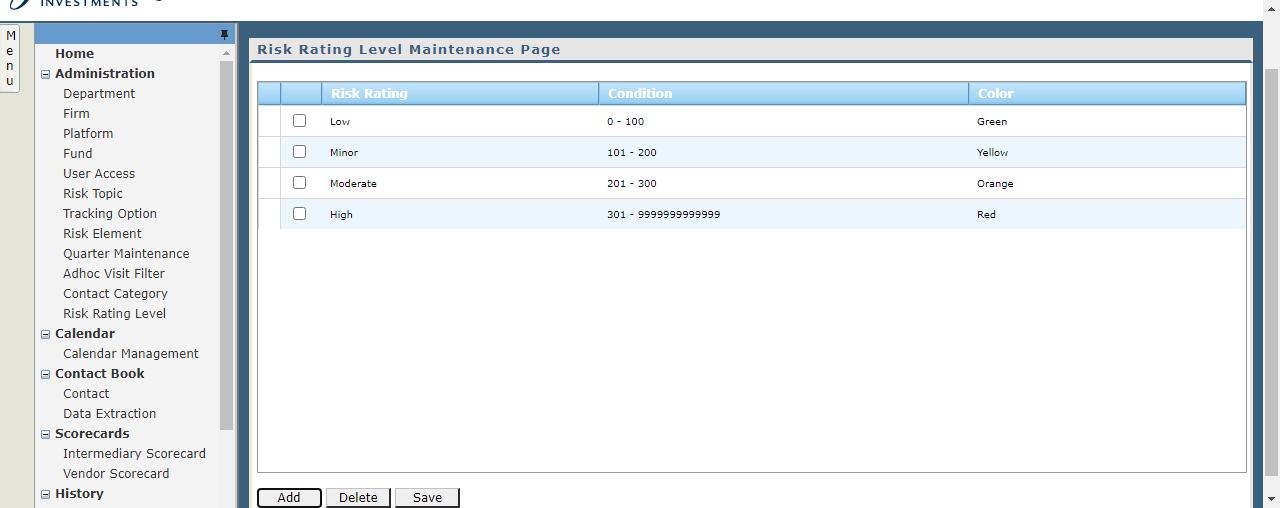 INVESTMENTS
Menu
Home
Administration
Department
Firm
Platform
Fund
User Access
Risk Topic
Tracking Option
Risk Element
Quarter Maintenance
Adhoc Visit Filter
Contact Category
Risk Rating Level
Calendar
Calendar Management
Contact Book
Contact
Data Extraction
Scorecards
Intermediary Scorecard
Vendor Scorecard
History
Risk Rating Level Maintenance Page
Risk Rating Condition Color
Low 0 - 100 Green
Minor 101 - 200 Yellow
Moderate 201 - 300 Orange
High 301 - 9999999999999 Red
Add Delete Save